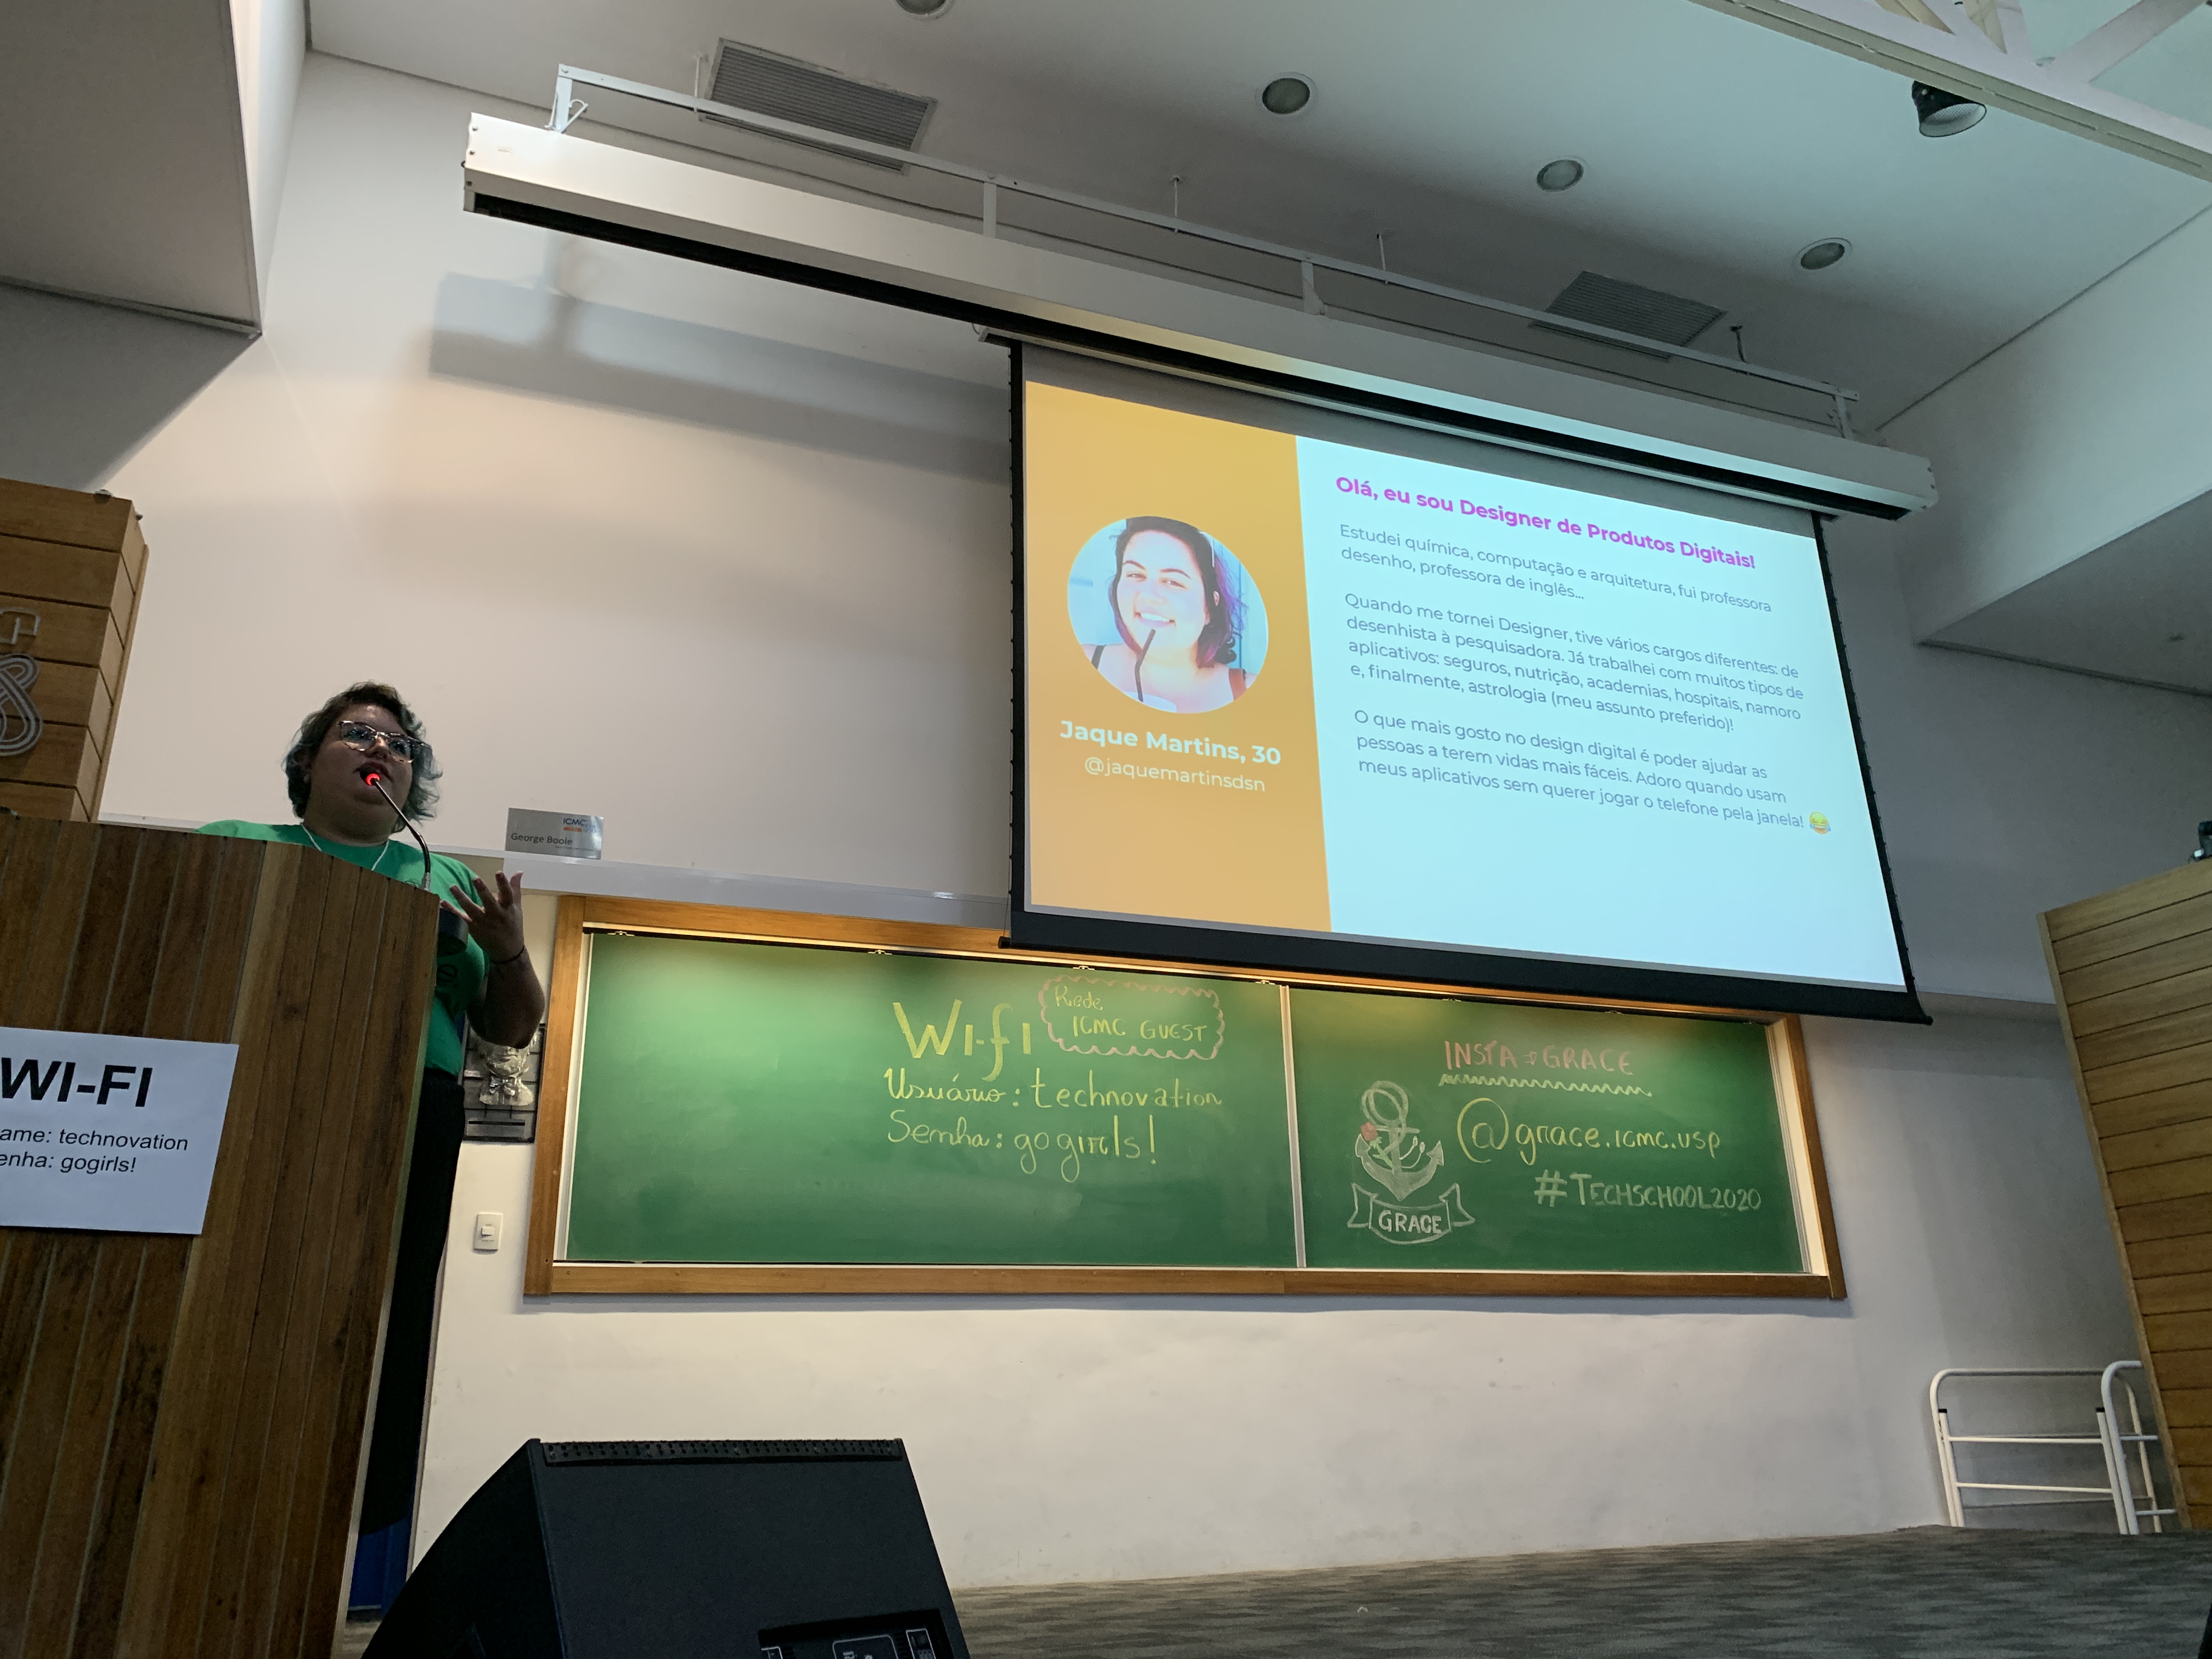 Olá, eu sou Designer de Produtos Digitais!
Estudei química, computação e arquitetura, fui professora
desenho, professora de inglês...
Quando me tornei Designer, tive vários cargos diferentes: de
desenhista à pesquisadora. Já trabalhei com muitos tipos de
aplicativos: seguros, nutrição, academias, hospitais, namoro
e, finalmente, astrologia (meu assunto preferido)!
O que mais gosto no design digital é poder ajudar as
pessoas a terem vidas mais fáceis. Adoro quando usam
meus aplicativos sem querer jogar o telefone pela janela! 😂
Jaque Martins, 30
@jaquemartinsdsn
ICMC
George Boole
Wi-fi
Rede
ICMC GUEST
Usuário: technovation
Senha: gogirls!
INSTA GRACE
@grace.icmc.usp
#TECHSCHOOL2020
GRACE
WI-FI
ame: technovation
enha: gogirls!